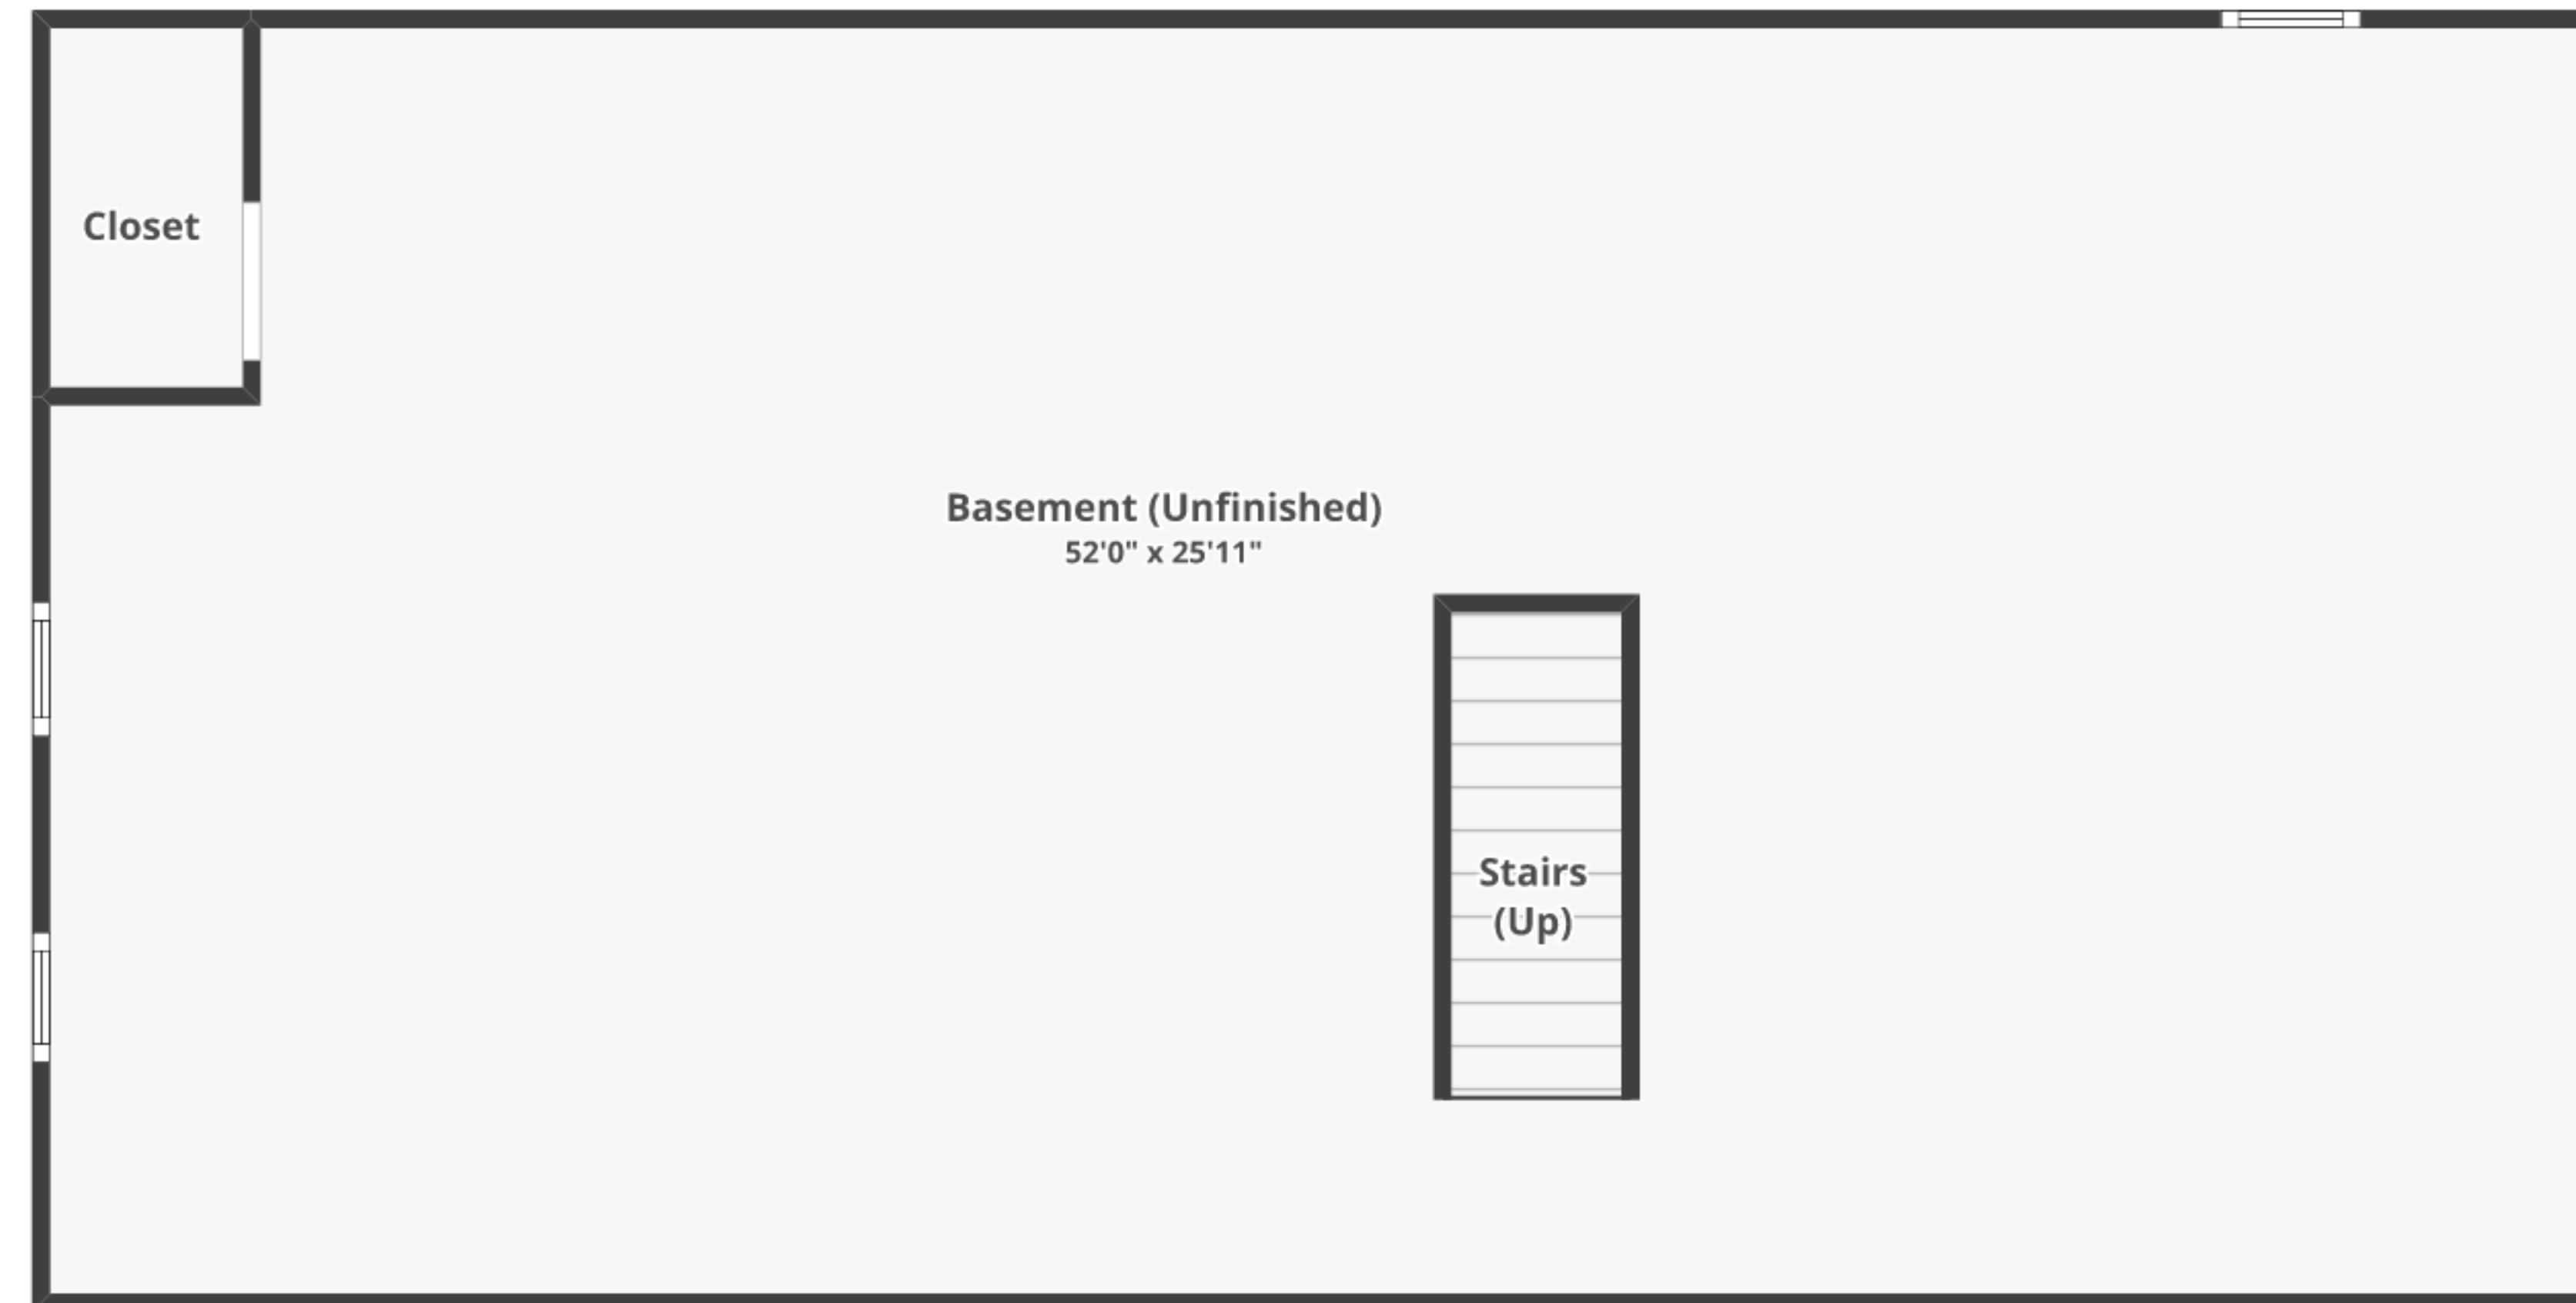 Closet
Basement (Unfinished)
52'0" x 25'11"
Stairs
(Up)